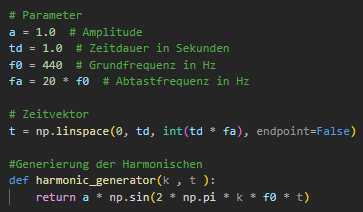 # Parameter
a = 1.0  # Amplitude
td = 1.0  # Zeitdauer in Sekunden
f0 = 440  # Grundfrequenz in Hz
fa = 20 * f0  # Abtastfrequenz in Hz
# Zeitvektor
t = np.linspace(0, td, int(td * fa), endpoint=False)
#Generierung der Harmonischen
def harmonic_generator(k , t ):
    return a * np.sin(2 * np.pi * k * f0 * t)